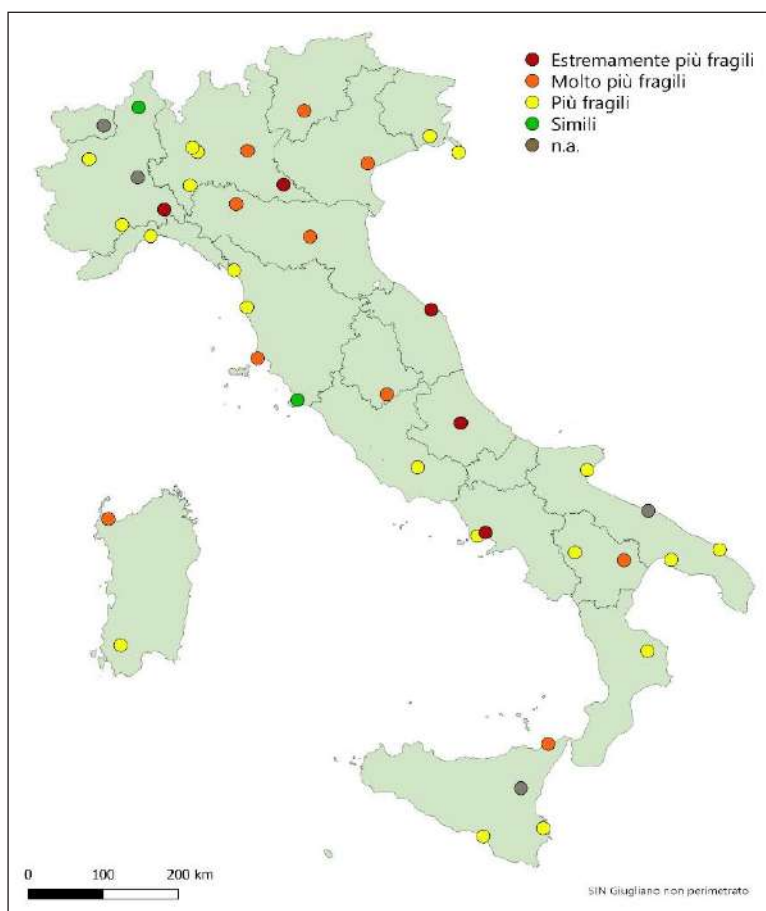 Estremamente più fragili
Molto più fragili
Più fragili
Simili
n.a.
0 100 200 km
SIN Giugliano non perimetrato